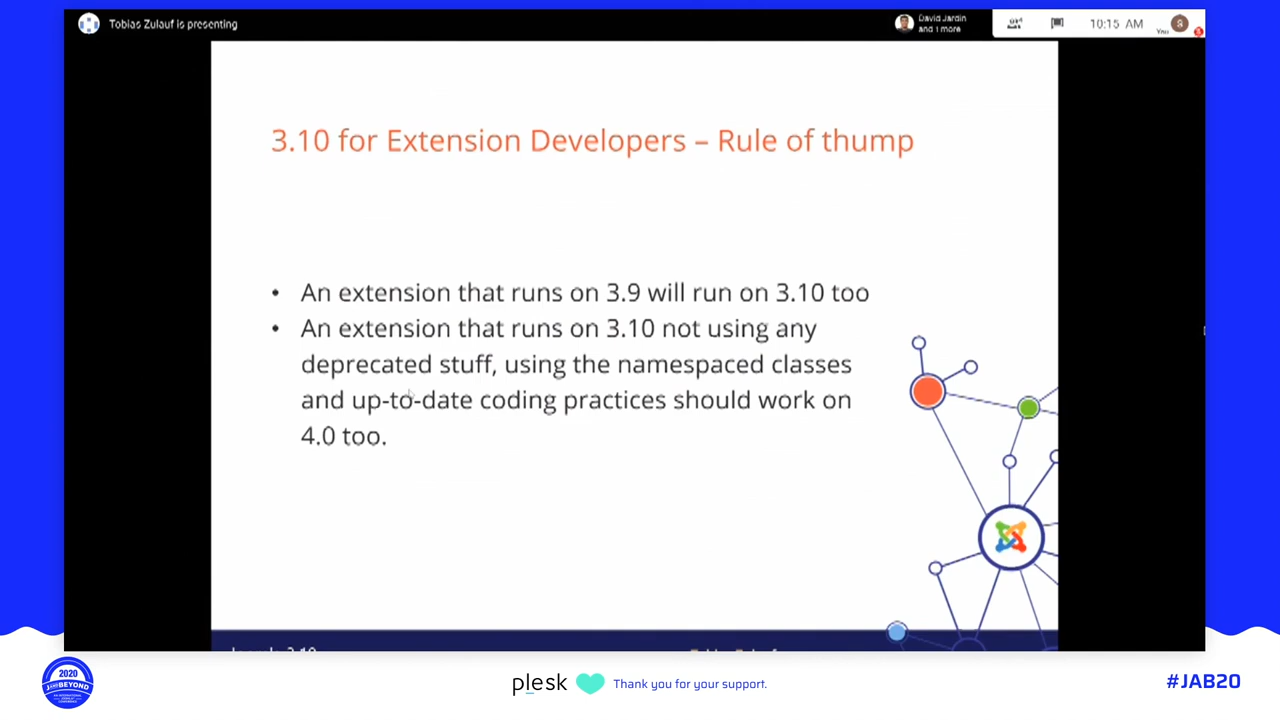 Tobias Zulauf is presenting
David Jardin
and 1 more
10:15 AM
You
S
3.10 for Extension Developers – Rule of thump
• An extension that runs on 3.9 will run on 3.10 too
• An extension that runs on 3.10 not using any
deprecated stuff, using the namespaced classes
and up-to-date coding practices should work on
4.0 too.
2020
BEYOND
plesk
Thank you for your support.
#JAB20